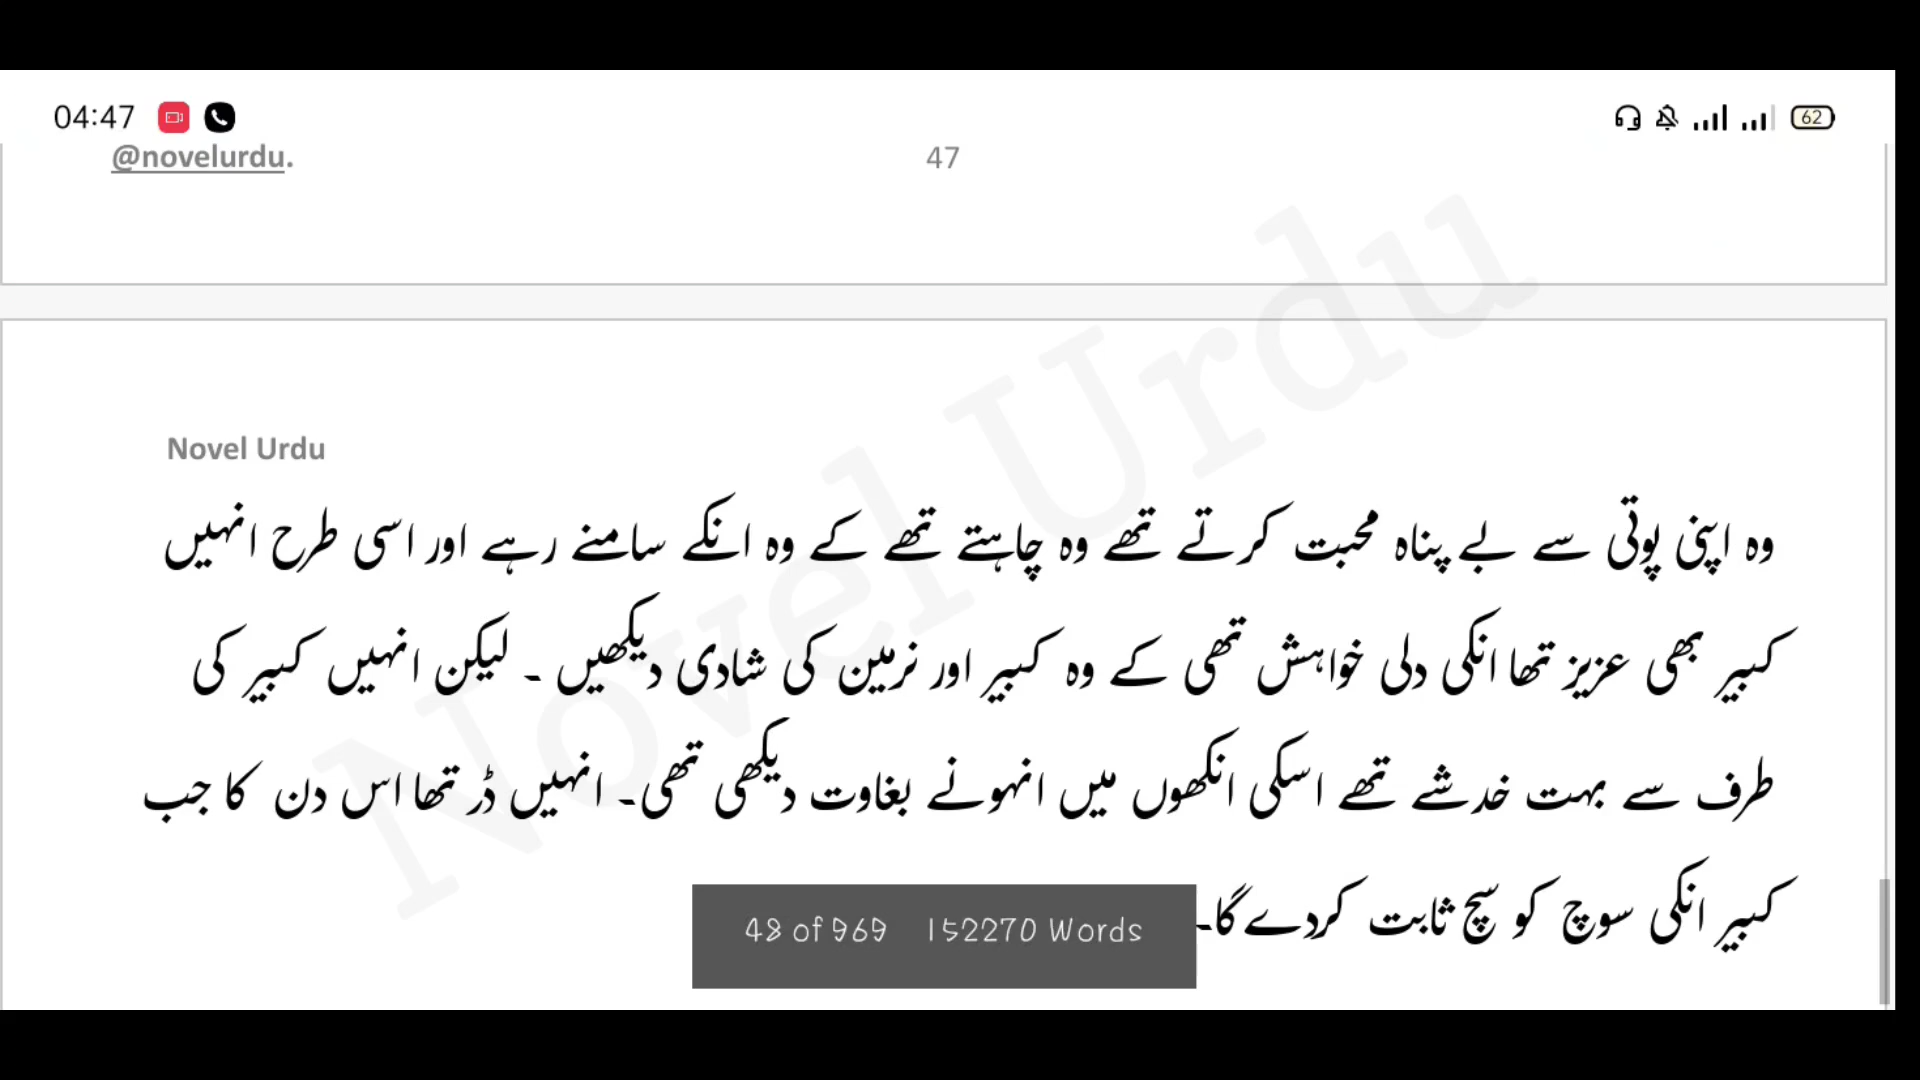 04:47 62
@novelurdu. 47
Novel Urdu
Novel Urdu
وہ اپنی پوتی سے بے پناہ محبت کرتے تھے وہ چاہتے تھے کے وہ انکے سامنے رہے اور اسی طرح انہیں
کبیر بھی عزیز تھا انکی دلی خواہش تھی کے وہ کبیر اور نرمین کی شادی دیکھیں ۔ لیکن انہیں کبیر کی
طرف سے بہت خدشے تھے اسکی انکھوں میں انہونے بغاوت دیکھی تھی۔ انہیں ڈر تھا اس دن کا جب
کبیر انکی سوچ کو سچ ثابت کردے گا۔
48 of 969 152270 Words